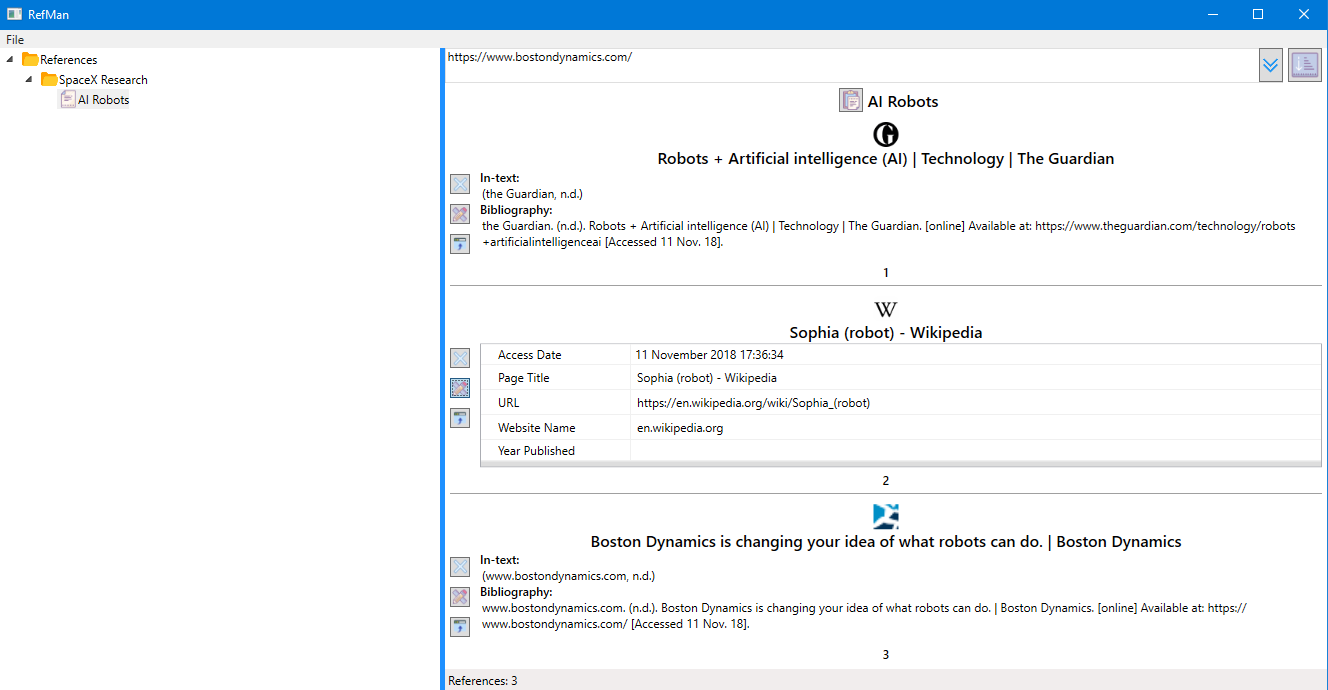 RefMan
File
References
SpaceX Research
AI Robots
https://www.bostondynamics.com/
AI Robots
G
Robots + Artificial intelligence (AI) | Technology | The Guardian
In-text:
(the Guardian, n.d.)
Bibliography:
the Guardian. (n.d.). Robots + Artificial intelligence (AI) | Technology | The Guardian. [online] Available at: https://www.theguardian.com/technology/robots
+artificialintelligenceai [Accessed 11 Nov. 18].
1
W
Sophia (robot) - Wikipedia
Access Date 11 November 2018 17:36:34
Page Title Sophia (robot) - Wikipedia
URL https://en.wikipedia.org/wiki/Sophia_(robot)
Website Name en.wikipedia.org
Year Published
2
Boston Dynamics is changing your idea of what robots can do. | Boston Dynamics
In-text:
(www.bostondynamics.com, n.d.)
Bibliography:
www.bostondynamics.com. (n.d.). Boston Dynamics is changing your idea of what robots can do. | Boston Dynamics. [online] Available at: https://
www.bostondynamics.com/ [Accessed 11 Nov. 18].
3
References: 3